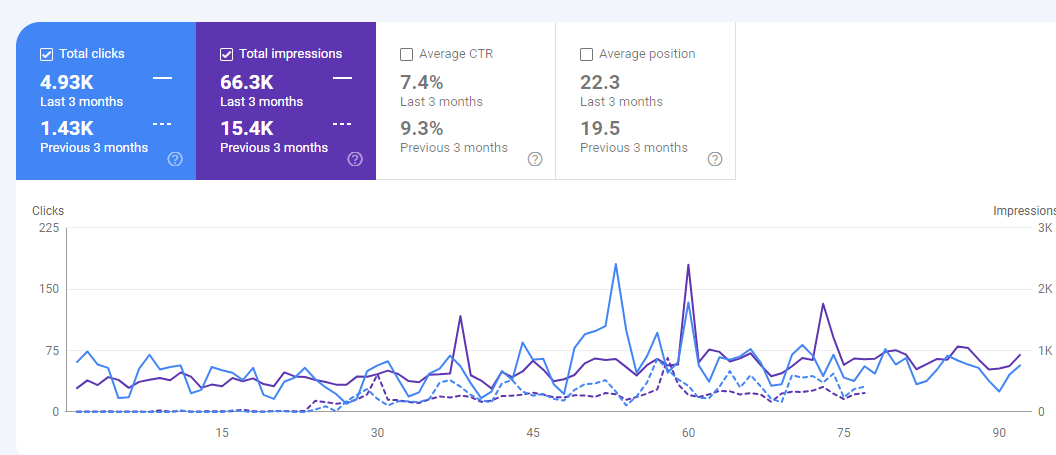 Total clicks
4.93K
Last 3 months
1.43K
Previous 3 months
Total impressions
66.3K
Last 3 months
15.4K
Previous 3 months
Average CTR
7.4%
Last 3 months
9.3%
Previous 3 months
Average position
22.3
Last 3 months
19.5
Previous 3 months
Clicks
Impressions
225
3K
150
2K
75
1K
0
0
15
30
45
60
75
90